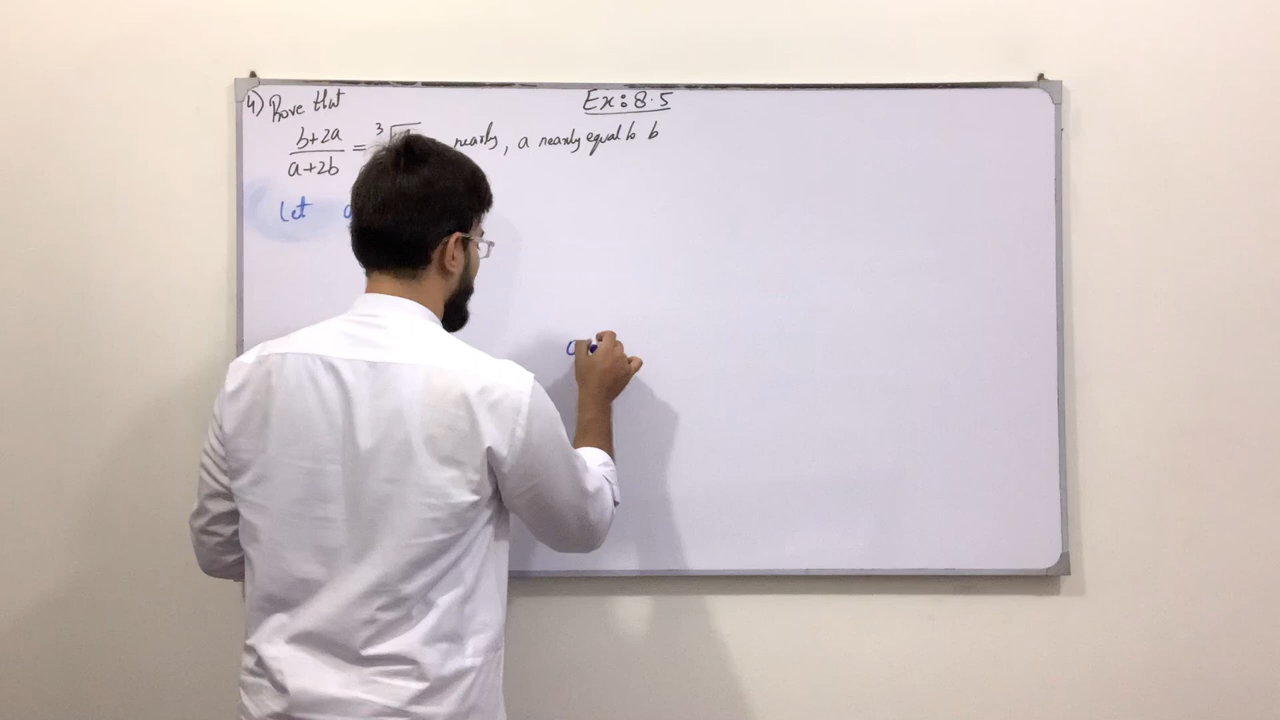 Ex: 8.5
4) Prove that
b+2a / a+2b = ³√ nearly, a nearly equal to b
Let